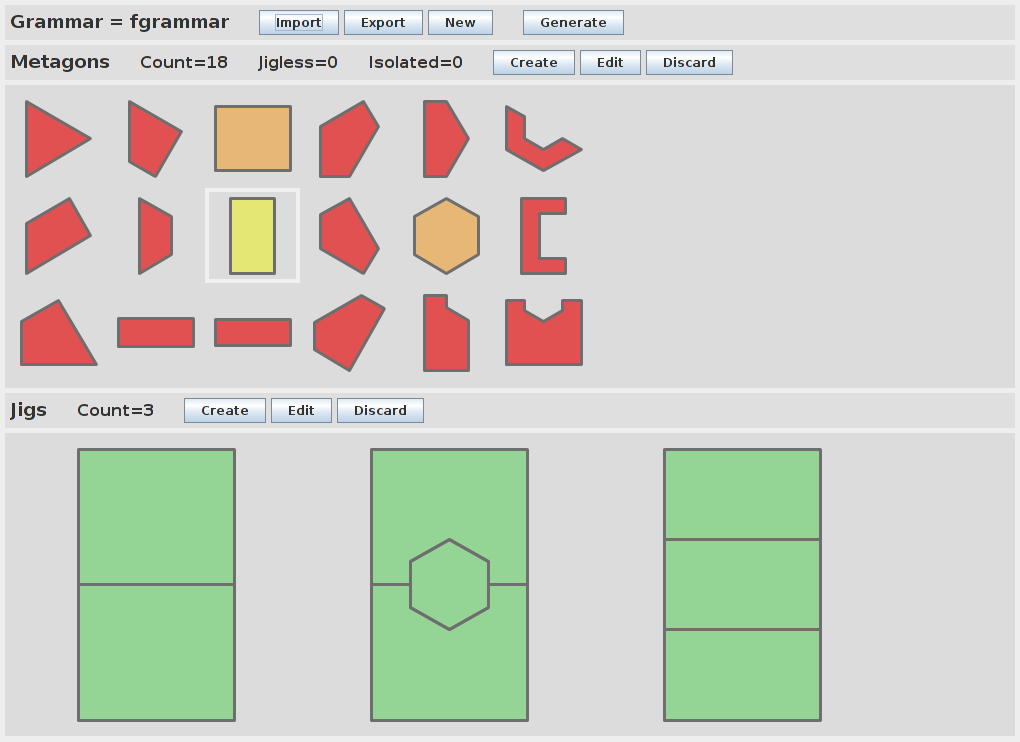 Grammar = fgrammar Import Export New Generate
Metagons Count=18 Jigless=0 Isolated=0 Create Edit Discard
Jigs Count=3 Create Edit Discard